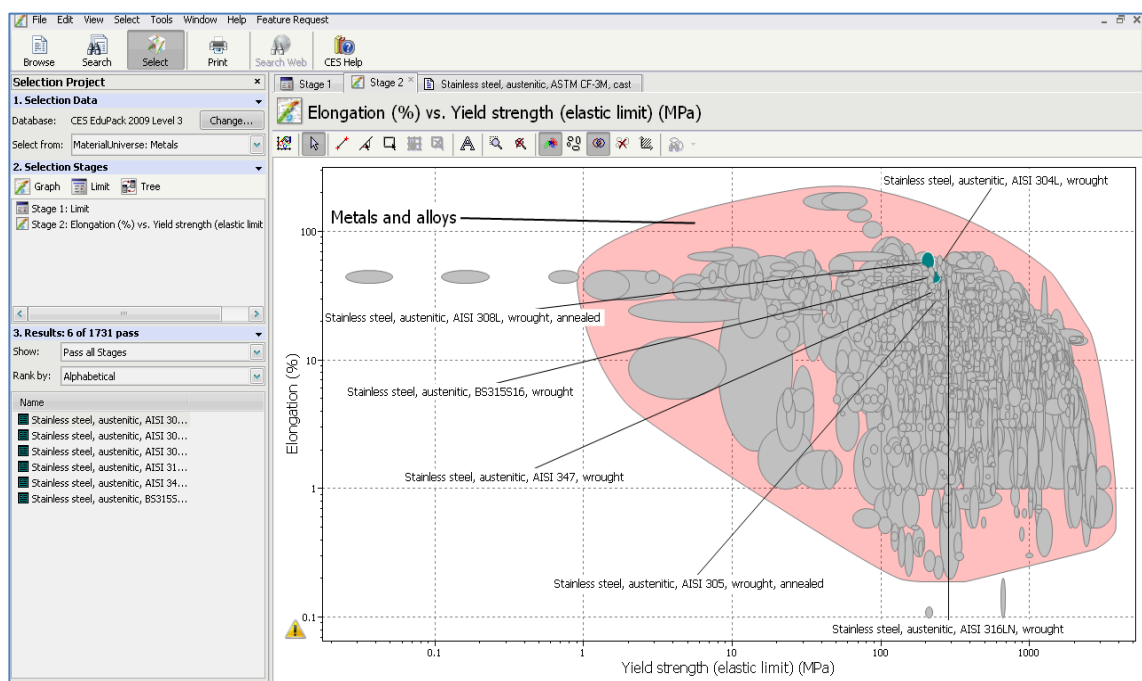 File Edit View Select Tools Window Help Feature Request
Browse Search Select Print Search Web CES Help
Selection Project
1. Selection Data
Database: CES EduPack 2009 Level 3 Change...
Select from: MaterialUniverse: Metals
2. Selection Stages
Graph Limit Tree
Stage 1: Limit
Stage 2: Elongation (%) vs. Yield strength (elastic limit
3. Results: 6 of 1731 pass
Show: Pass all Stages
Rank by: Alphabetical
Name
Stainless steel, austenitic, AISI 30...
Stainless steel, austenitic, AISI 30...
Stainless steel, austenitic, AISI 30...
Stainless steel, austenitic, AISI 31...
Stainless steel, austenitic, AISI 34...
Stainless steel, austenitic, BS315S...
Stage 1 Stage 2 Stainless steel, austenitic, ASTM CF-3M, cast
Elongation (%) vs. Yield strength (elastic limit) (MPa)
Stainless steel, austenitic, AISI 304L, wrought
Metals and alloys
Stainless steel, austenitic, AISI 308L, wrought, annealed
Stainless steel, austenitic, BS315S16, wrought
Stainless steel, austenitic, AISI 347, wrought
Stainless steel, austenitic, AISI 305, wrought, annealed
Stainless steel, austenitic, AISI 316LN, wrought
Elongation (%)
100
10
1
0.1
0.1 1 10 100 1000
Yield strength (elastic limit) (MPa)